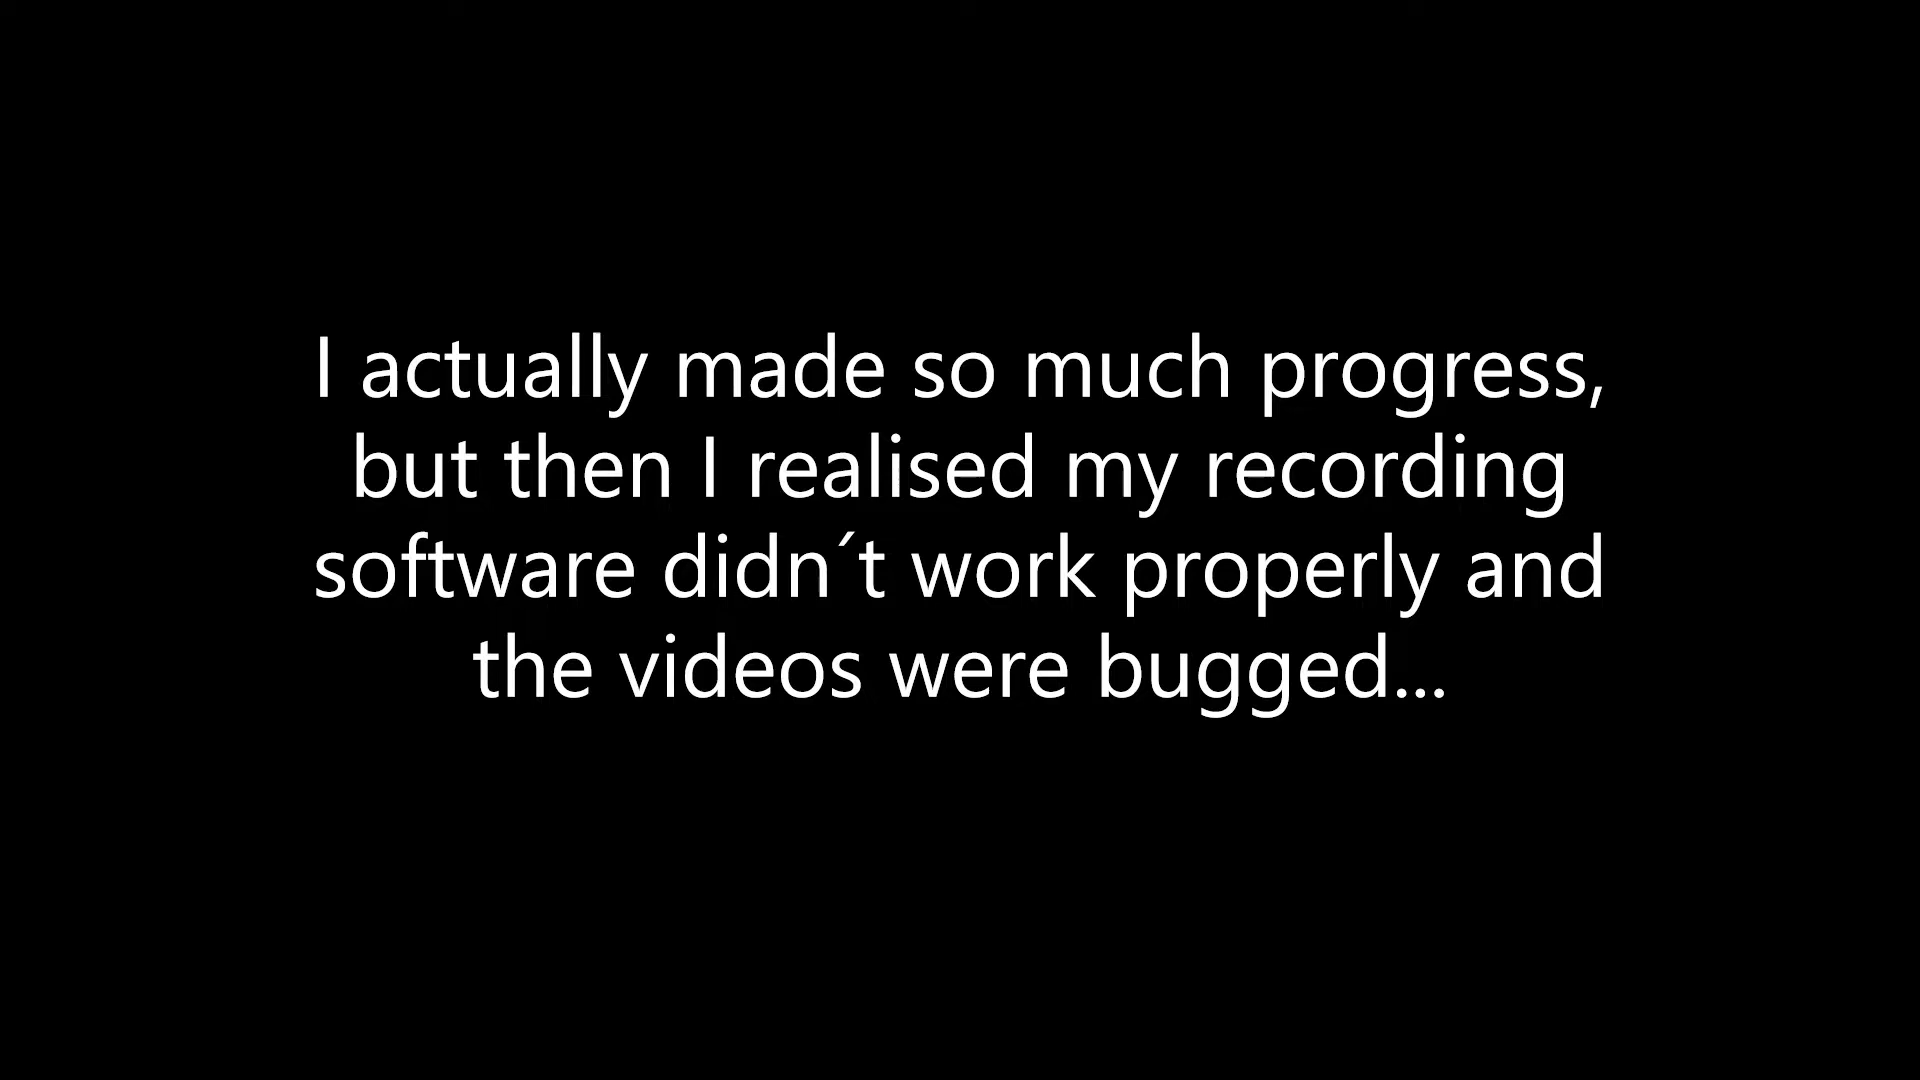 I actually made so much progress,
but then I realised my recording
software didn´t work properly and
the videos were bugged...